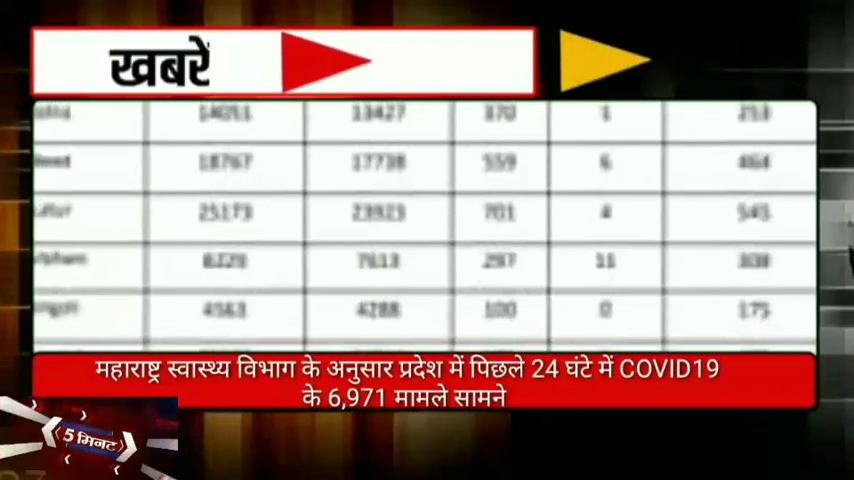 खबरें
14051 13427 370 1 253
18767 17738 559 6 464
25173 23923 701 4 545
8220 7613 297 11 308
4563 4288 100 0 175
महाराष्ट्र स्वास्थ्य विभाग के अनुसार प्रदेश में पिछले 24 घंटे में COVID19
के 6,971 मामले सामने
5 मिनट